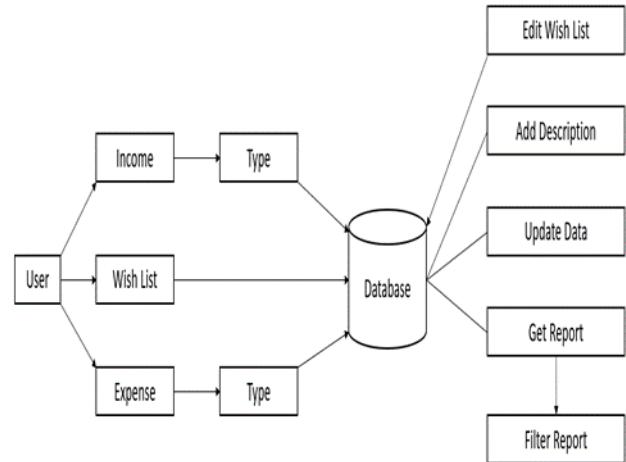 Edit Wish List
Add Description
Income
Type
Update Data
User
Wish List
Database
Get Report
Expense
Type
Filter Report